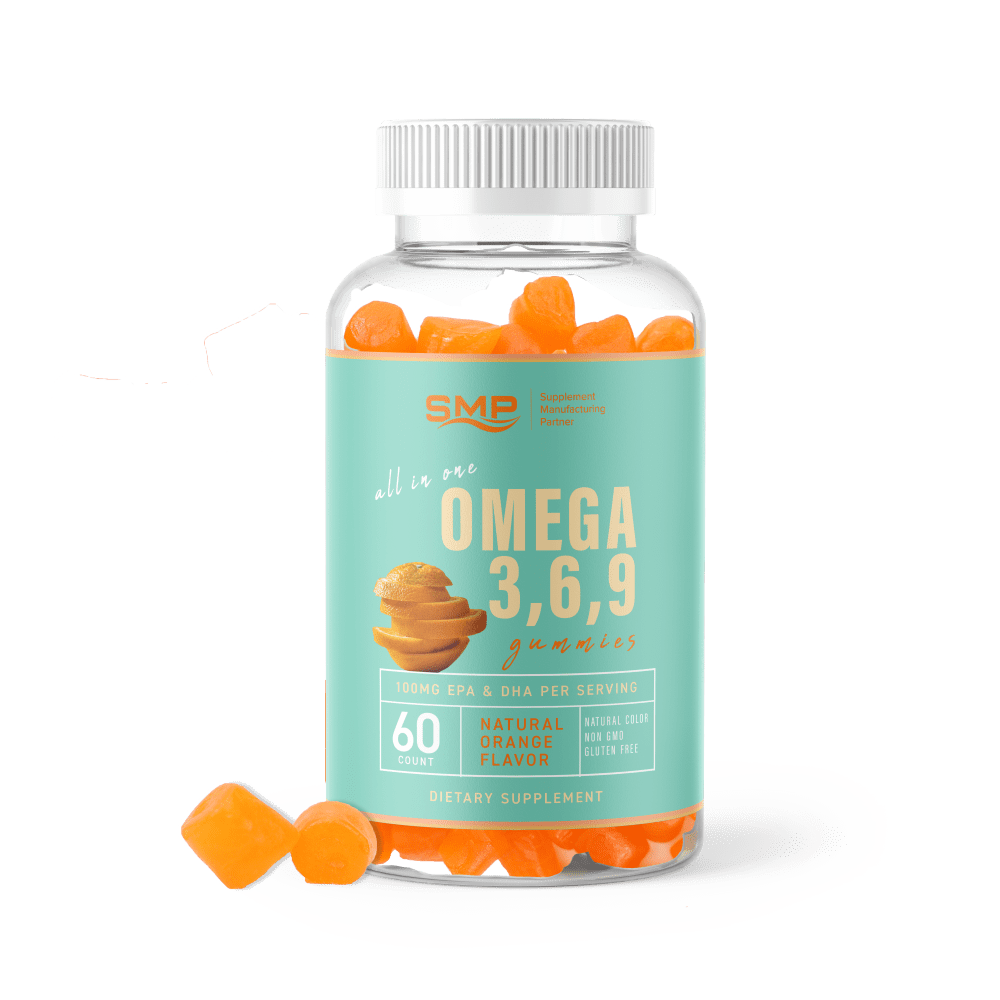 SMP
Supplement
Manufacturing
Partner
all in one
OMEGA
3,6,9
gummies
100MG EPA & DHA PER SERVING
60
COUNT
NATURAL
ORANGE
FLAVOR
NATURAL COLOR
NON GMO
GLUTEN FREE
DIETARY SUPPLEMENT